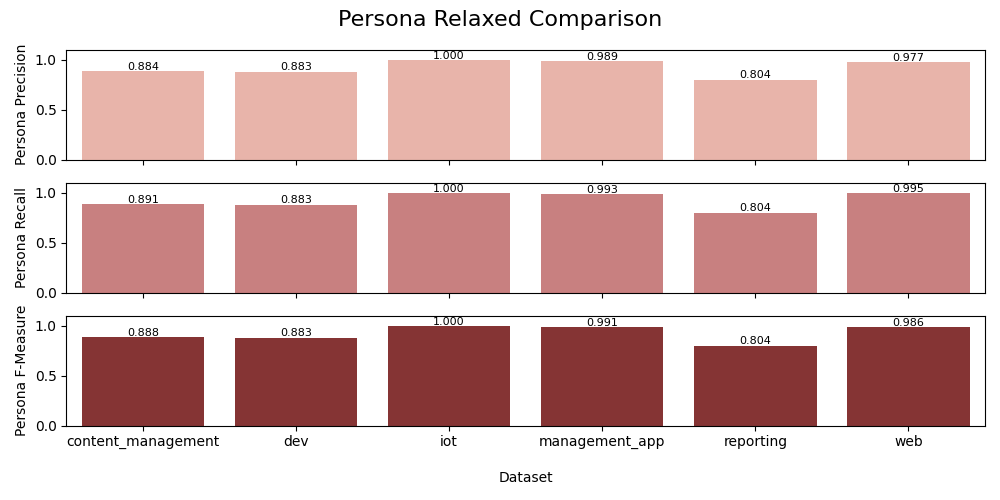 Persona Relaxed Comparison
Persona Precision
1.0
0.5
0.0
0.884
0.883
1.000
0.989
0.804
0.977
Persona Recall
1.0
0.5
0.0
0.891
0.883
1.000
0.993
0.804
0.995
Persona F-Measure
1.0
0.5
0.0
0.888
0.883
1.000
0.991
0.804
0.986
content_management
dev
iot
management_app
reporting
web
Dataset